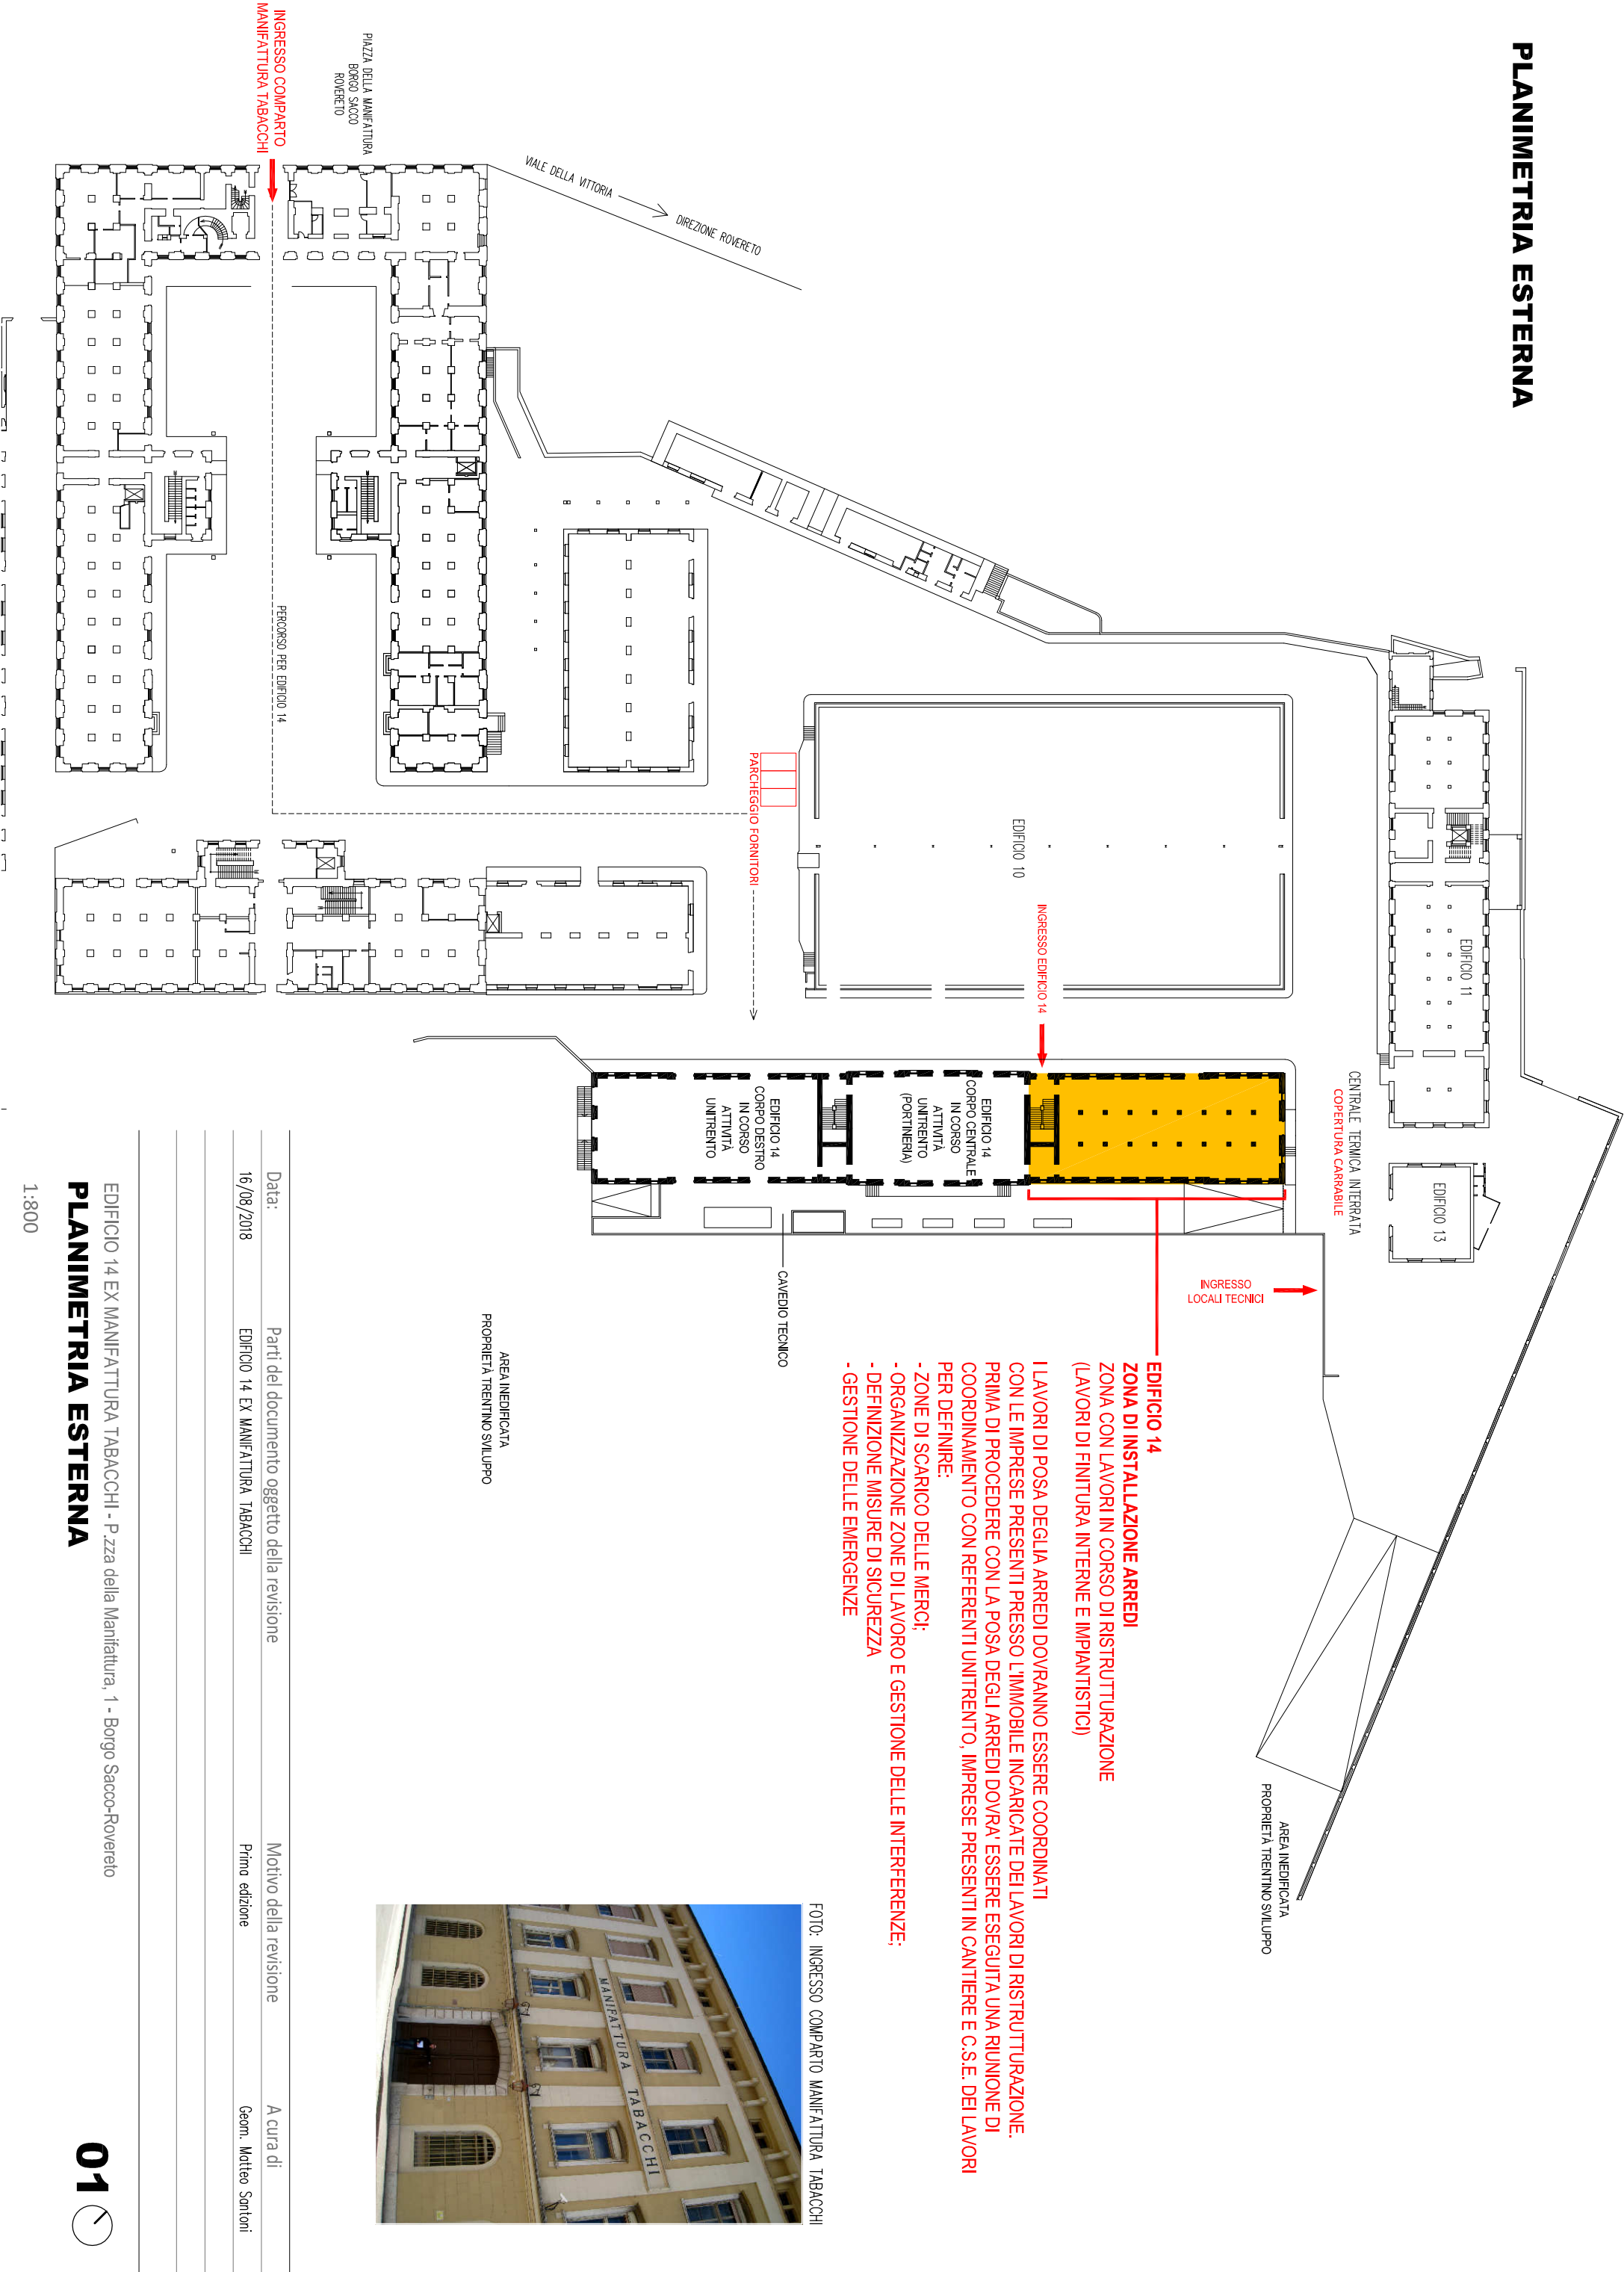 PLANIMETRIA ESTERNA
INGRESSO COMPARTO
MANIFATTURA TABACCHI
PIAZZA DELLA MANIFATTURA
BORGO SACCO
ROVERETO
VIALE DELLA VITTORIA
DIREZIONE ROVERETO
PERCORSO PER EDIFICIO 14
PARCHEGGIO FORNITORI
EDIFICIO 10
INGRESSO EDIFICIO 14
EDIFICIO 11
CENTRALE TERMICA INTERRATA
COPERTURA CARRABILE
EDIFICIO 13
EDIFICIO 14
CORPO DESTRO
IN CORSO
ATTIVITÀ
UNITRENTO
EDIFICIO 14
CORPO CENTRALE
IN CORSO
ATTIVITÀ
UNITRENTO
(PORTINERIA)
CAVEDIO TECNICO
INGRESSO
LOCALI TECNICI
AREA INEDIFICATA
PROPRIETÀ TRENTINO SVILUPPO
AREA INEDIFICATA
PROPRIETÀ TRENTINO SVILUPPO
EDIFICIO 14
ZONA DI INSTALLAZIONE ARREDI
ZONA CON LAVORI IN CORSO DI RISTRUTTURAZIONE
(LAVORI DI FINITURA INTERNE E IMPIANTISTICI)
I LAVORI DI POSA DEGLIA ARREDI DOVRANNO ESSERE COORDINATI
CON LE IMPRESE PRESENTI PRESSO L'IMMOBILE INCARICATE DEI LAVORI DI RISTRUTTURAZIONE.
PRIMA DI PROCEDERE CON LA POSA DEGLI ARREDI DOVRA' ESSERE ESEGUITA UNA RIUNIONE DI
COORDINAMENTO CON REFERENTI UNITRENTO, IMPRESE PRESENTI IN CANTIERE E C.S.E. DEI LAVORI
PER DEFINIRE:
- ZONE DI SCARICO DELLE MERCI;
- ORGANIZZAZIONE ZONE DI LAVORO E GESTIONE DELLE INTERFERENZE;
- DEFINIZIONE MISURE DI SICUREZZA
- GESTIONE DELLE EMERGENZE
FOTO: INGRESSO COMPARTO MANIFATTURA TABACCHI
MANIFATTURA TABACCHI
Data: Parti del documento oggetto della revisione Motivo della revisione A cura di
16/08/2018 EDIFICIO 14 EX MANIFATTURA TABACCHI Prima edizione Geom. Matteo Santoni
EDIFICIO 14 EX MANIFATTURA TABACCHI - P.zza della Manifattura, 1 - Borgo Sacco-Rovereto
PLANIMETRIA ESTERNA
01
1:800